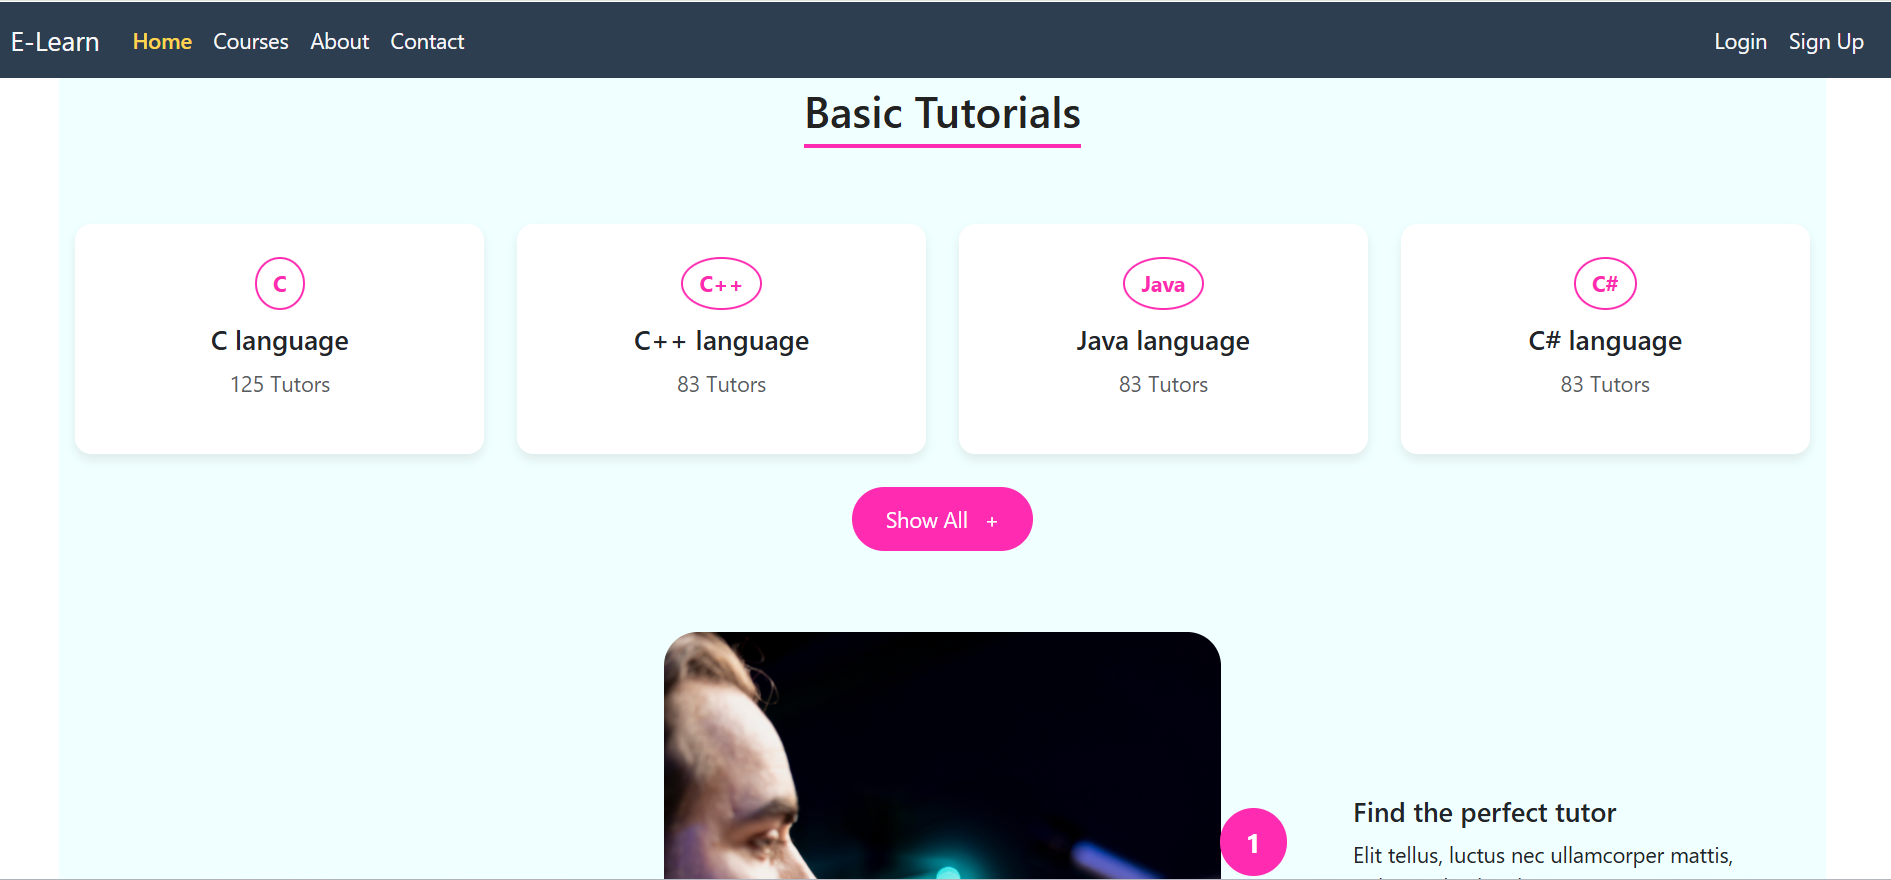 E-Learn Home Courses About Contact Login Sign Up
Basic Tutorials
C
C language
125 Tutors
C++
C++ language
83 Tutors
Java
Java language
83 Tutors
C#
C# language
83 Tutors
Show All +
1
Find the perfect tutor
Elit tellus, luctus nec ullamcorper mattis,